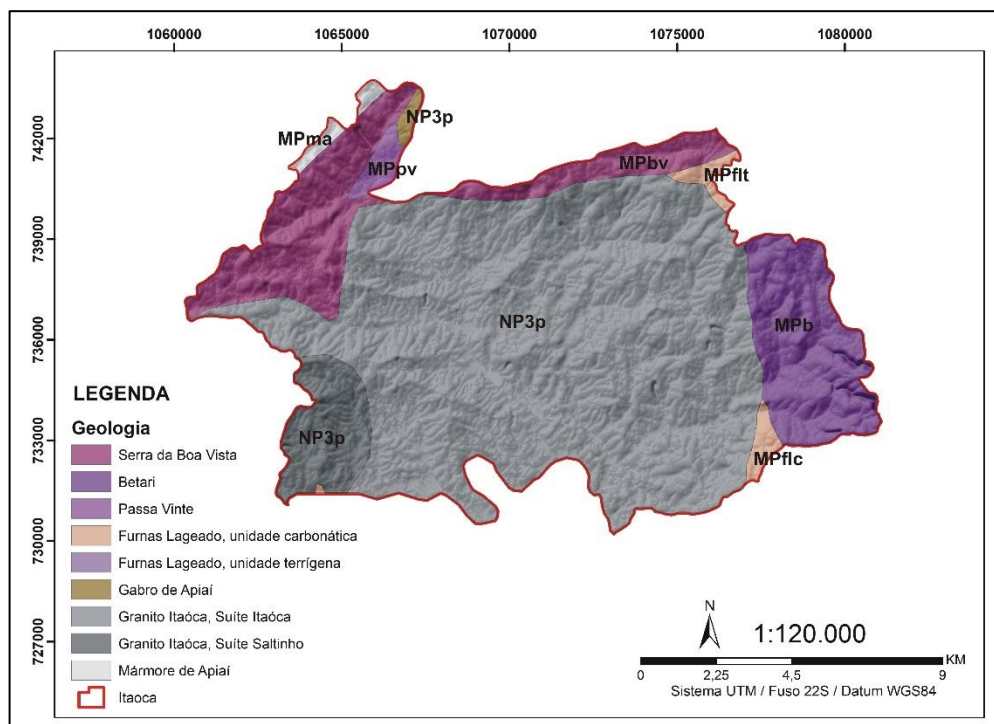 1060000
1065000
1070000
1075000
1080000
742000
739000
736000
733000
730000
727000
MPma
NP3p
MPpv
MPbv
MPflt
NP3p
MPb
NP3p
MPflc
LEGENDA
Geologia
Serra da Boa Vista
Betari
Passa Vinte
Furnas Lageado, unidade carbonática
Furnas Lageado, unidade terrígena
Gabro de Apiaí
Granito Itaóca, Suíte Itaóca
Granito Itaóca, Suíte Saltinho
Mármore de Apiaí
Itaoca
N
1:120.000
KM
0 2,25 4,5 9
Sistema UTM / Fuso 22S / Datum WGS84